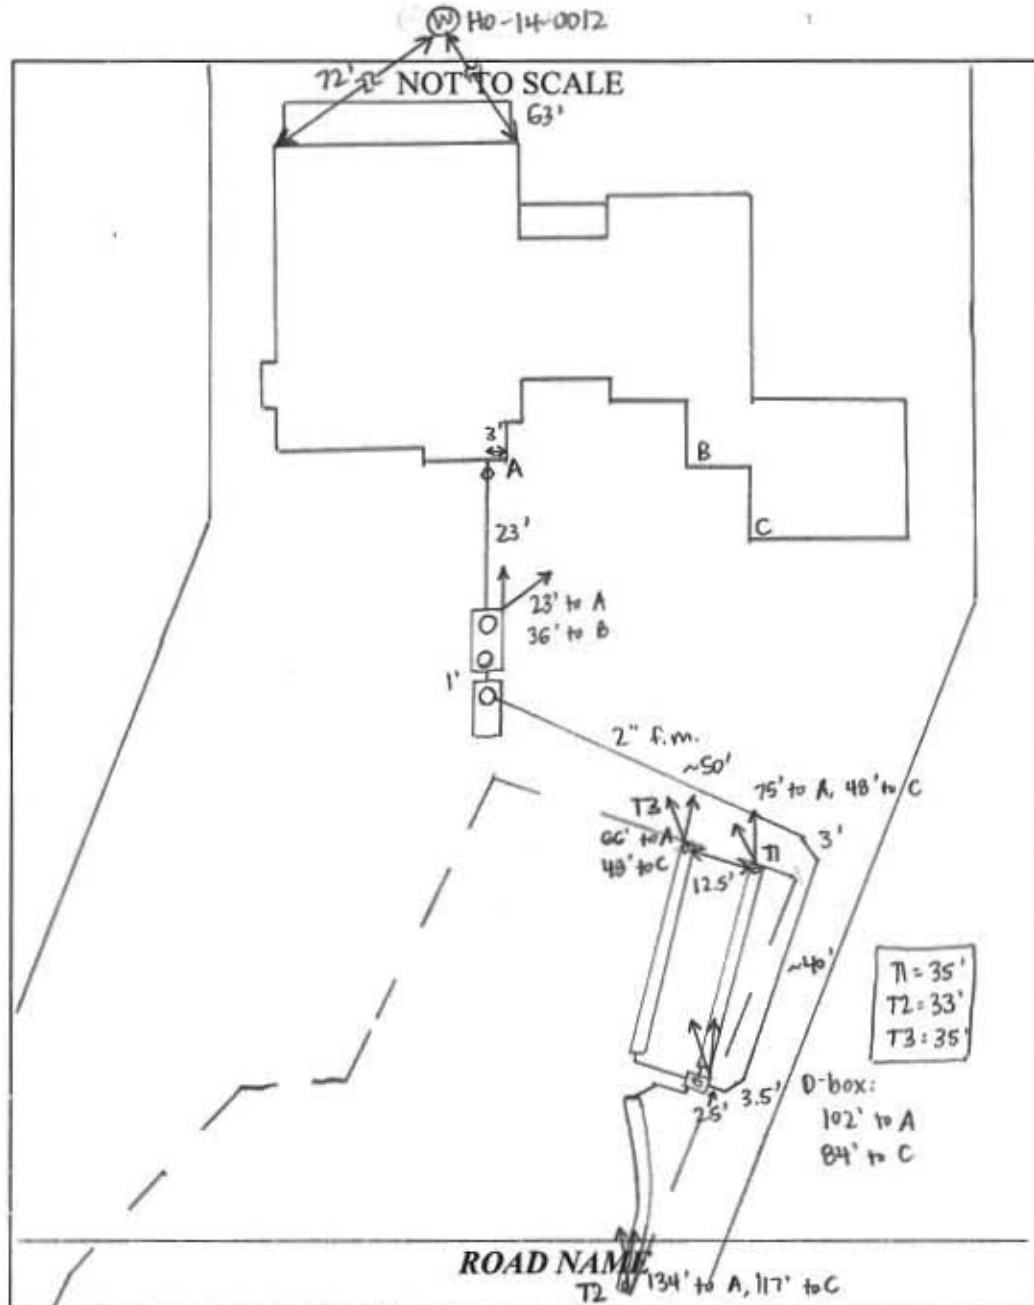 W HO-14-0012
72'
NOT TO SCALE
63'
3'
A
B
C
23'
23' to A
36' to B
1'
2" f.m.
~50'
75' to A, 48' to C
T3
66' to A
48' to C
3'
T1
12.5'
~40'
T1 = 35'
T2 = 33'
T3 = 35'
3.5'
25'
D-box:
102' to A
84' to C
ROAD NAME
T2
134' to A, 117' to C